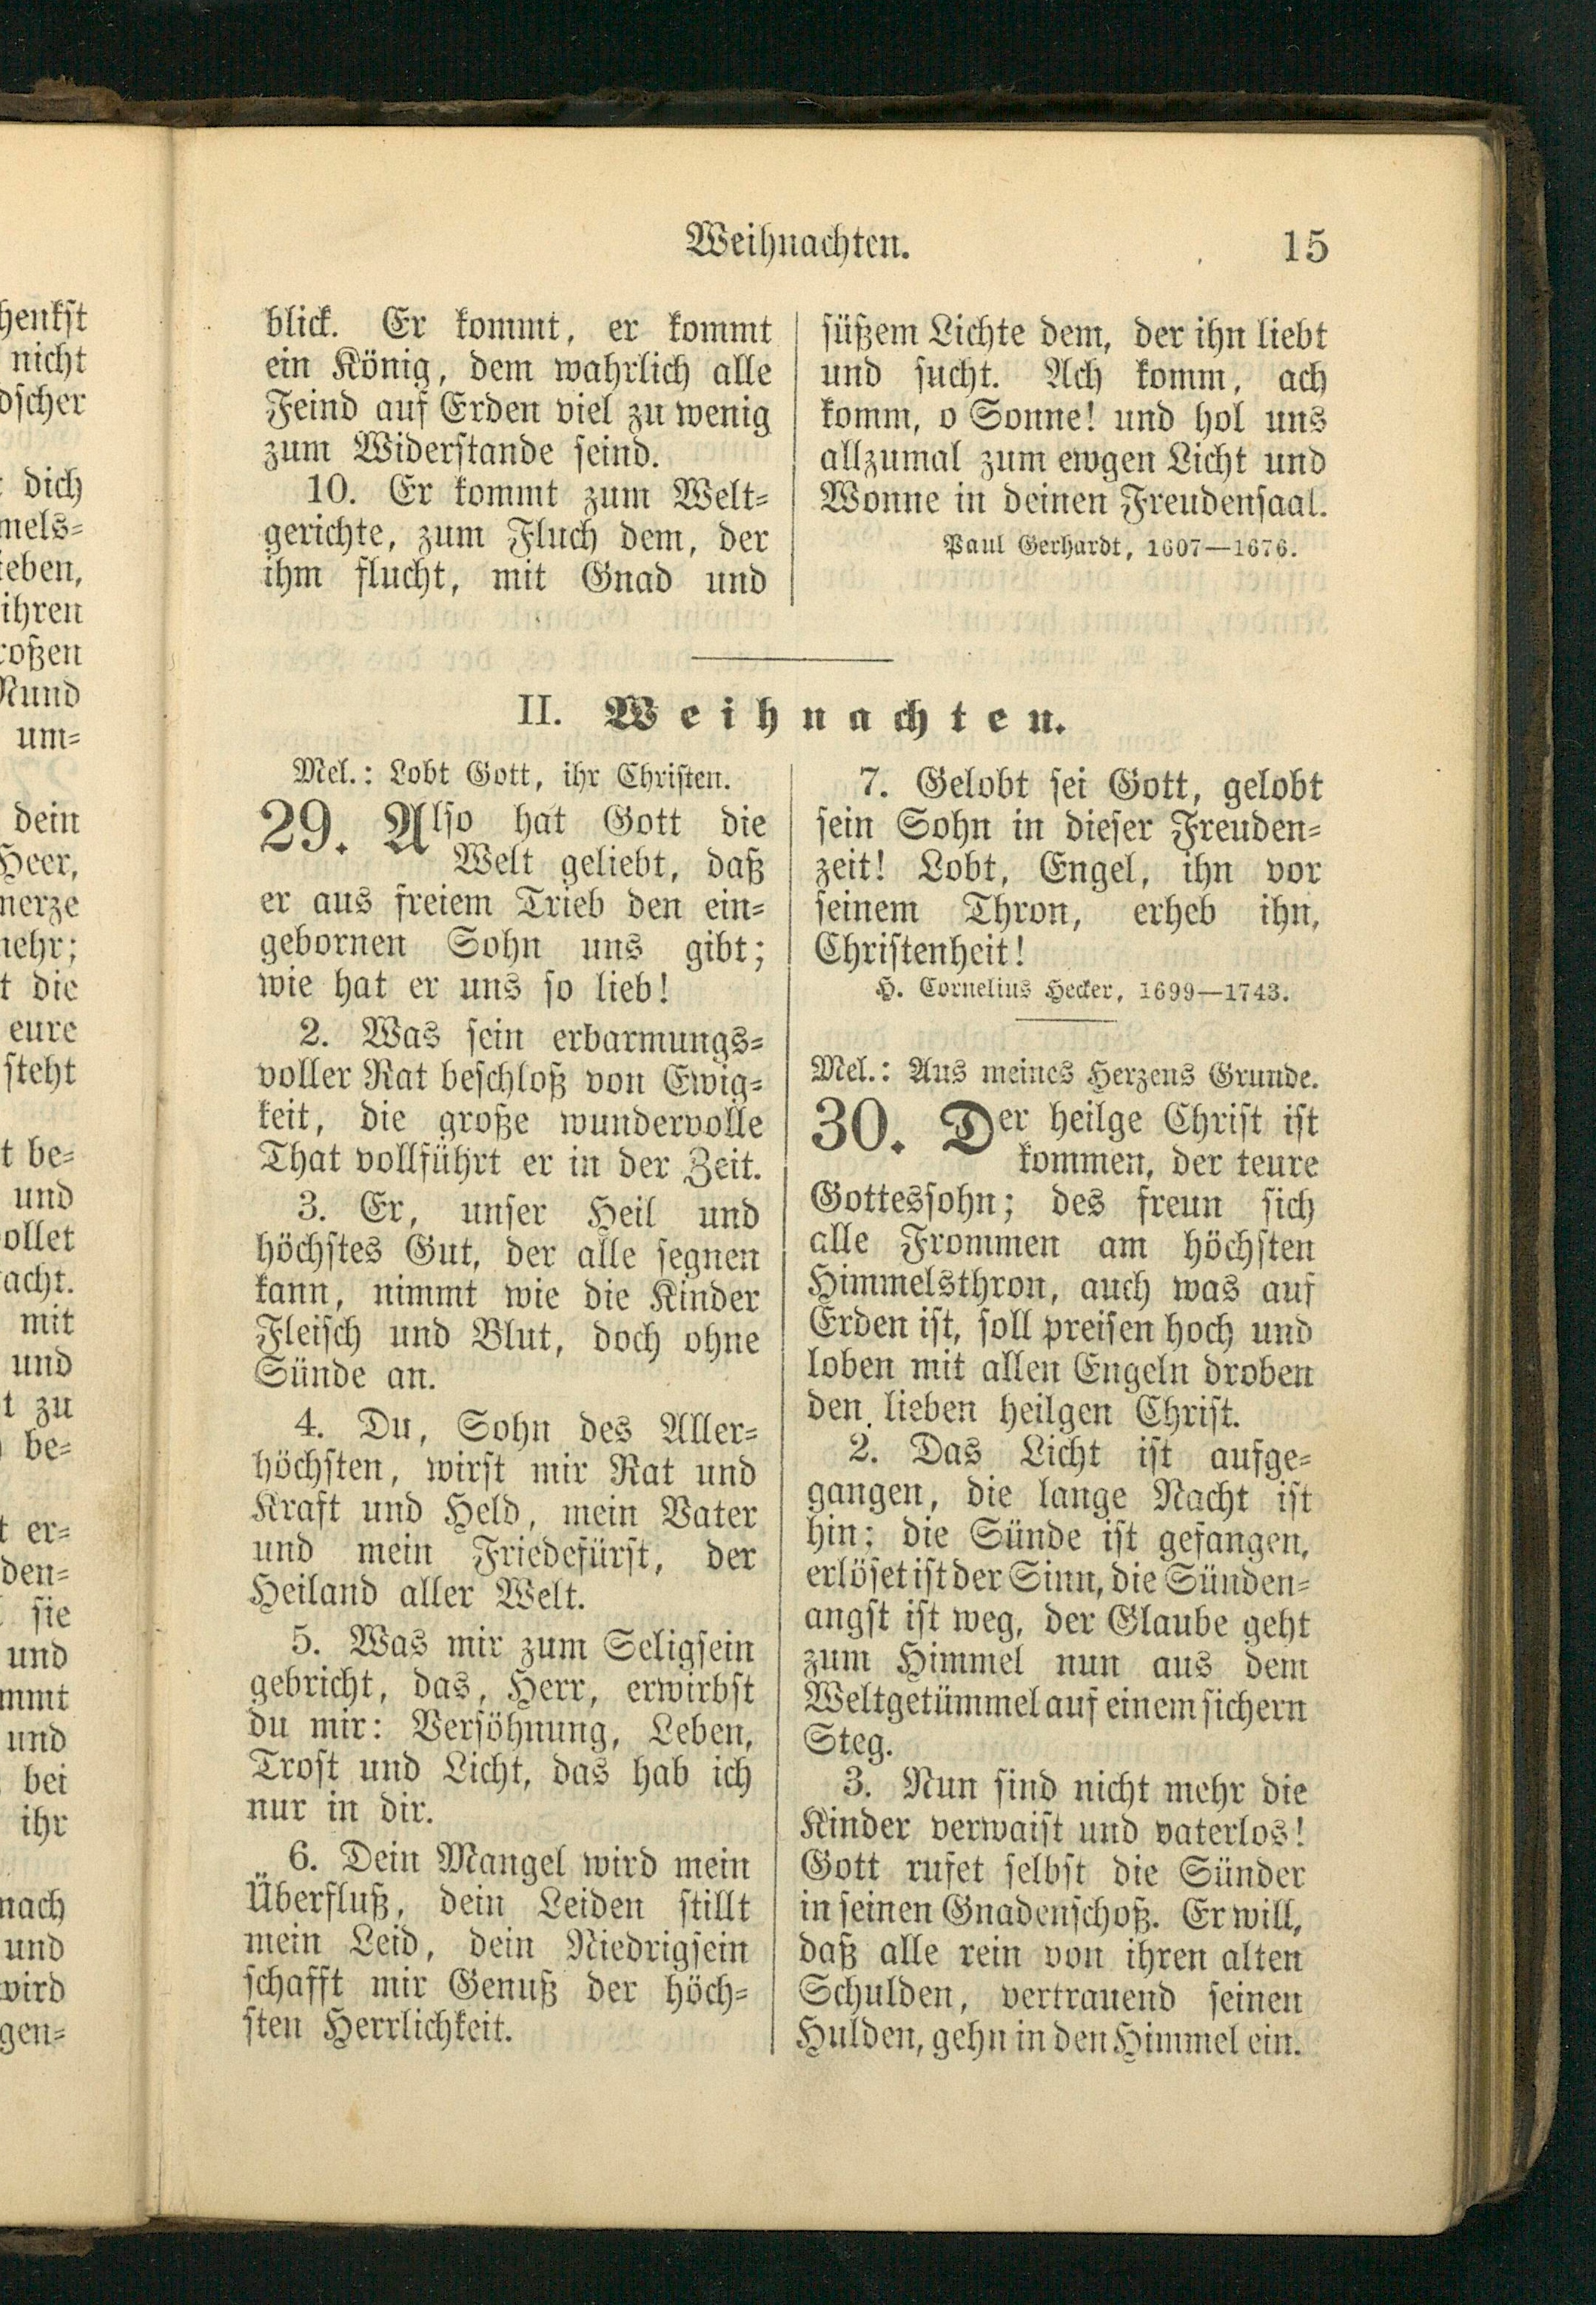 Weihnachten.
15
blick. Er kommt, er kommt
ein König, dem wahrlich alle
Feind auf Erden viel zu wenig
zum Widerstande seind.
10. Er kommt zum Welt=
gerichte, zum Fluch dem, der
ihm flucht, mit Gnad und
süßem Lichte dem, der ihn liebt
und sucht. Ach komm, ach
komm, o Sonne! und hol uns
allzumal zum ewgen Licht und
Wonne in deinen Freudensaal.
Paul Gerhardt, 1607—1676.
II. Weihnachten.
Mel.: Lobt Gott, ihr Christen.
29. Also hat Gott die
Welt geliebt, daß
er aus freiem Trieb den ein=
gebornen Sohn uns gibt;
wie hat er uns so lieb!
2. Was sein erbarmungs=
voller Rat beschloß von Ewig=
keit, die große wundervolle
That vollführt er in der Zeit.
3. Er, unser Heil und
höchstes Gut, der alle segnen
kann, nimmt wie die Kinder
Fleisch und Blut, doch ohne
Sünde an.
4. Du, Sohn des Aller=
höchsten, wirst mir Rat und
Kraft und Held, mein Vater
und mein Friedefürst, der
Heiland aller Welt.
5. Was mir zum Seligsein
gebricht, das, Herr, erwirbst
du mir: Versöhnung, Leben,
Trost und Licht, das hab ich
nur in dir.
6. Dein Mangel wird mein
Überfluß, dein Leiden stillt
mein Leid, dein Niedrigsein
schafft mir Genuß der höch=
sten Herrlichkeit.
7. Gelobt sei Gott, gelobt
sein Sohn in dieser Freuden=
zeit! Lobt, Engel, ihn vor
seinem Thron, erheb ihn,
Christenheit!
H. Cornelius Hecker, 1699—1743.
Mel.: Aus meines Herzens Grunde.
30. Der heilge Christ ist
kommen, der teure
Gottessohn; des freun sich
alle Frommen am höchsten
Himmelsthron, auch was auf
Erden ist, soll preisen hoch und
loben mit allen Engeln droben
den lieben heilgen Christ.
2. Das Licht ist aufge=
gangen, die lange Nacht ist
hin; die Sünde ist gefangen,
erlöset ist der Sinn, die Sünden=
angst ist weg, der Glaube geht
zum Himmel nun aus dem
Weltgetümmel auf einem sichern
Steg.
3. Nun sind nicht mehr die
Kinder verwaist und vaterlos!
Gott rufet selbst die Sünder
in seinen Gnadenschoß. Er will,
daß alle rein von ihren alten
Schulden, vertrauend seinen
Hulden, gehn in den Himmel ein.